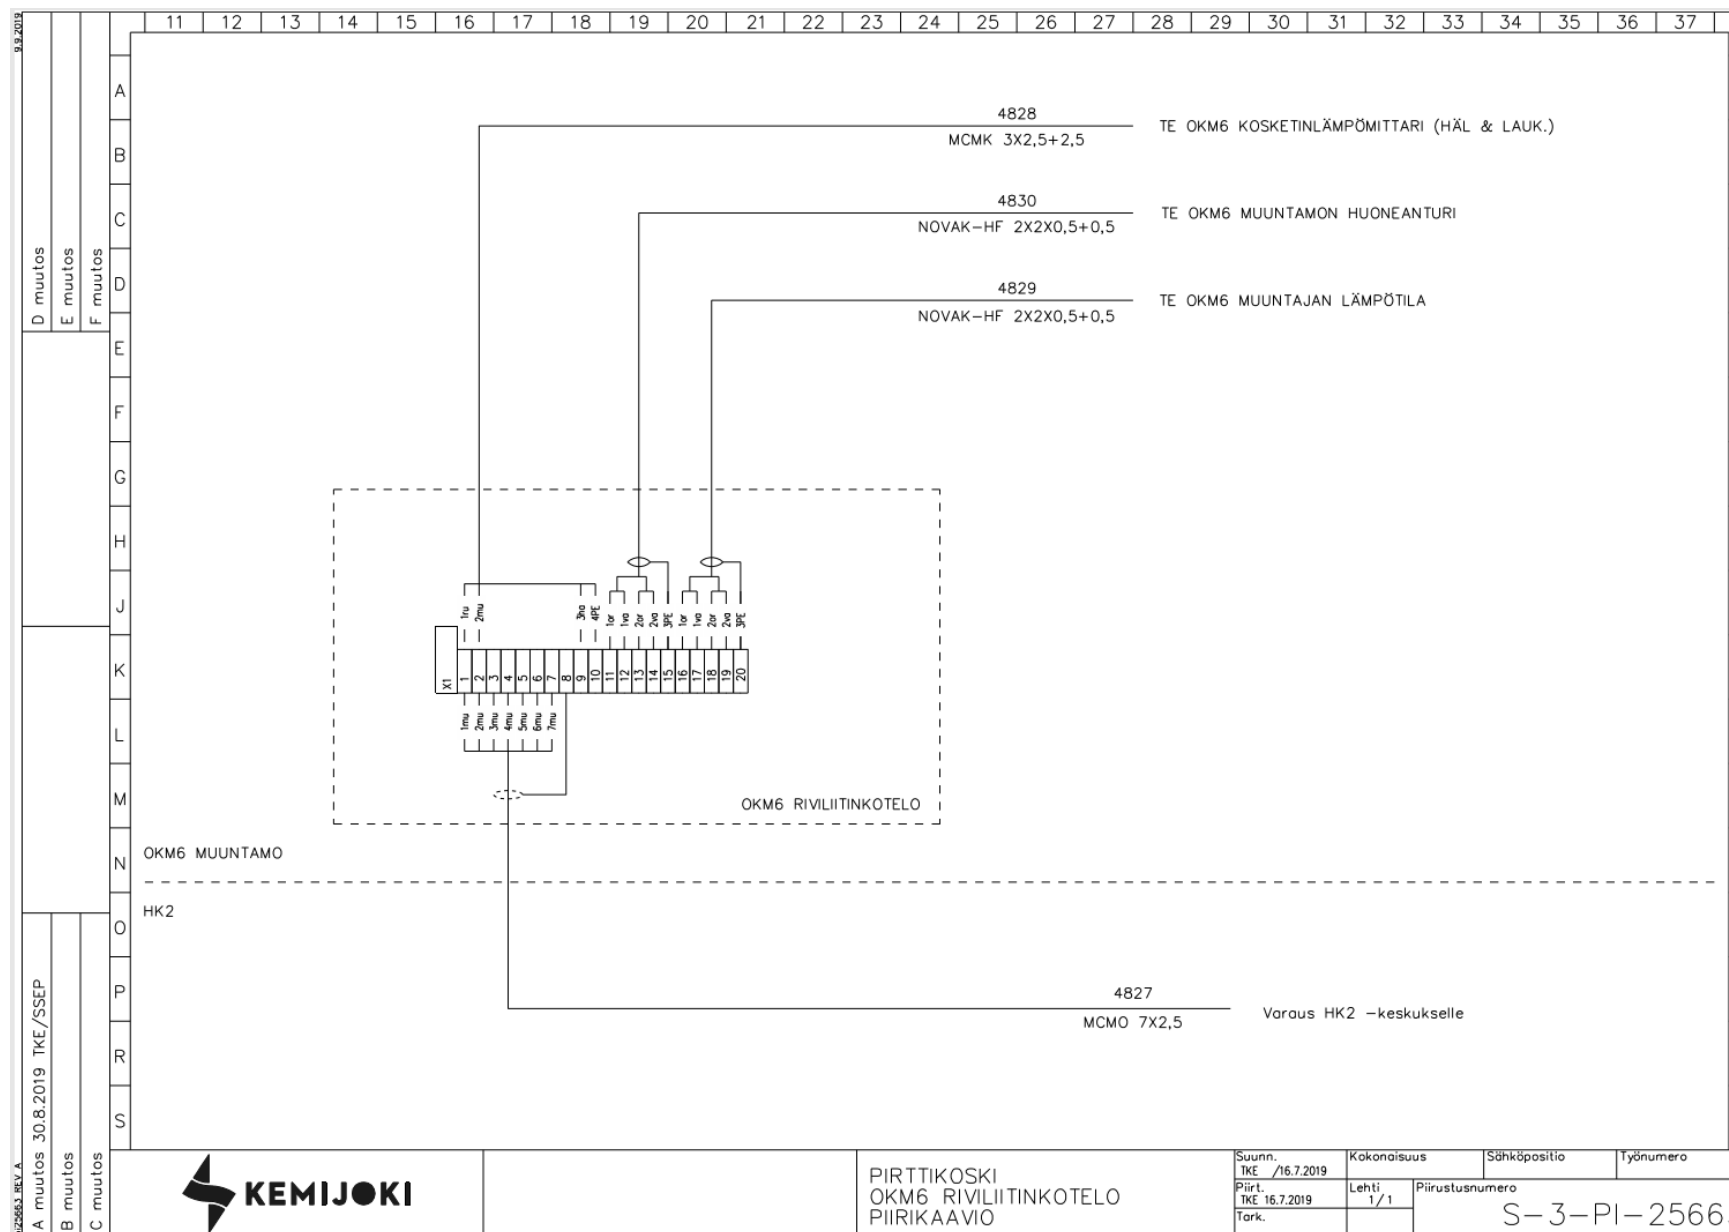 11 12 13 14 15 16 17 18 19 20 21 22 23 24 25 26 27 28 29 30 31 32 33 34 35 36 37
9.9.2019
A
B
C
D
E
F
G
H
J
K
L
M
N
O
P
R
S
D muutos
E muutos
F muutos
4828
MCMK 3X2,5+2,5
TE OKM6 KOSKETINLÄMPÖMITTARI (HÄL & LAUK.)
4830
NOVAK-HF 2X2X0,5+0,5
TE OKM6 MUUNTAMON HUONEANTURI
4829
NOVAK-HF 2X2X0,5+0,5
TE OKM6 MUUNTAJAN LÄMPÖTILA
1ru 2mu 3ha 4PE 1or 1va 2or 2va 3PE 1or 1va 2or 2va 3PE
X1 1 2 3 4 5 6 7 8 9 10 11 12 13 14 15 16 17 18 19 20
1mu 2mu 3mu 4mu 5mu 6mu 7mu
OKM6 RIVILIITINKOTELO
OKM6 MUUNTAMO
HK2
4827
MCMO 7X2,5
Varaus HK2 -keskukselle
A muutos 30.8.2019 TKE/SSEP
B muutos
C muutos
REV A
KEMIJOKI
PIRTTIKOSKI
OKM6 RIVILIITINKOTELO
PIIRIKAAVIO
Suunn.
TKE /16.7.2019
Kokonaisuus
Sähköpositio
Työnumero
Piirt.
TKE 16.7.2019
Lehti
1/1
Piirustusnumero
S-3-PI-2566
Tark.